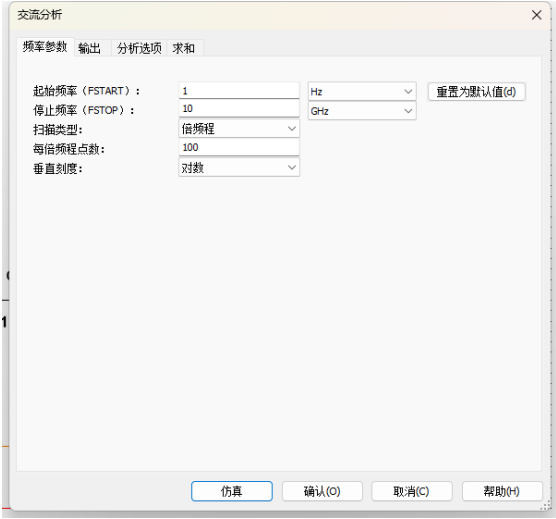 交流分析
频率参数 输出 分析选项 求和
起始频率（FSTART）: 1 Hz 重置为默认值(d)
停止频率（FSTOP）: 10 GHz
扫描类型: 倍频程
每倍频程点数: 100
垂直刻度: 对数
1
仿真 确认(O) 取消(C) 帮助(H)